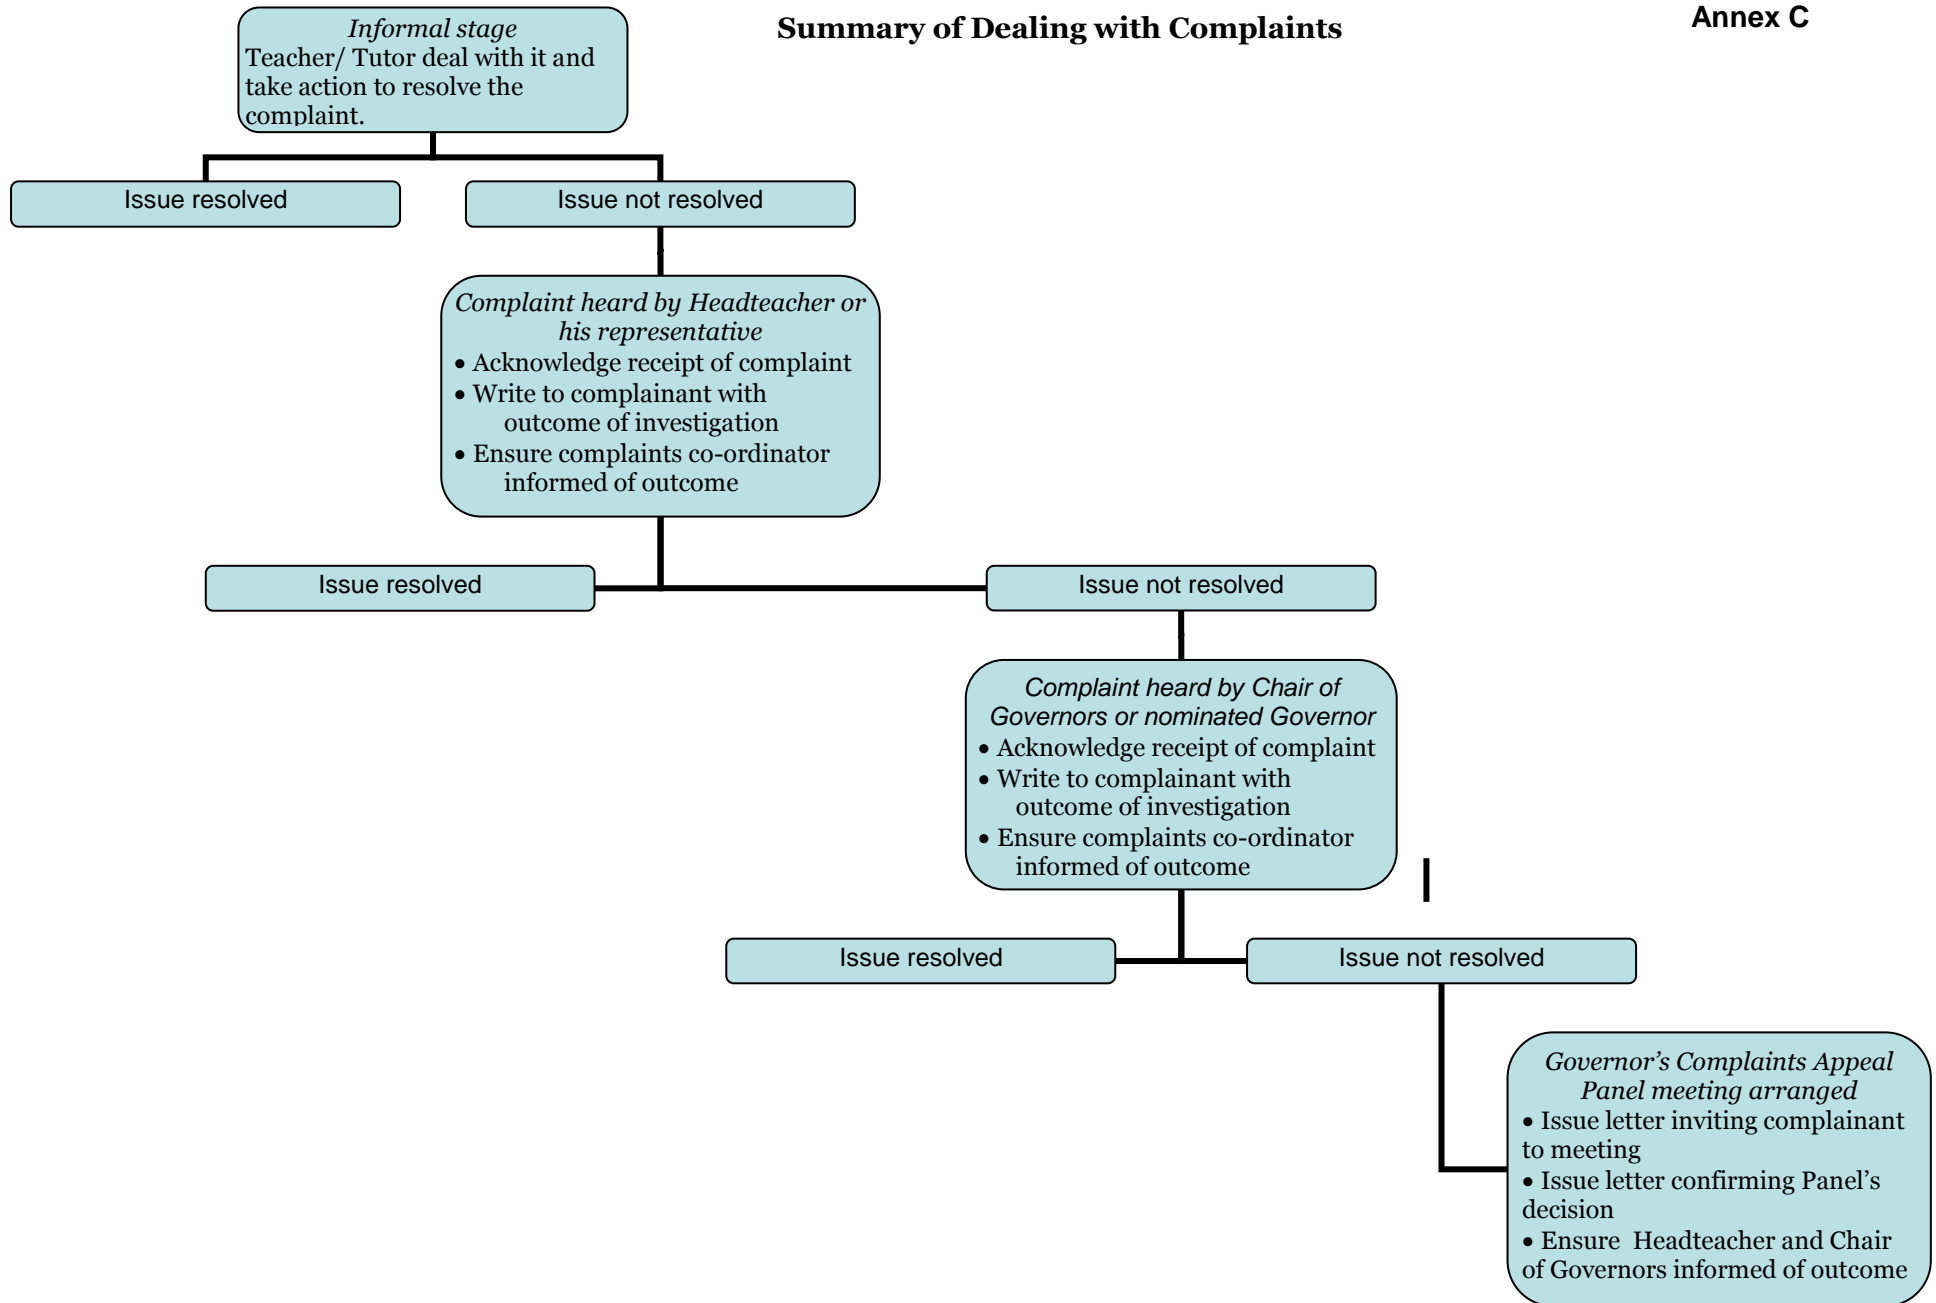 Summary of Dealing with Complaints
Annex C
Informal stage
Teacher/ Tutor deal with it and
take action to resolve the
complaint.
Issue resolved
Issue not resolved
Complaint heard by Headteacher or
his representative
• Acknowledge receipt of complaint
• Write to complainant with
outcome of investigation
• Ensure complaints co-ordinator
informed of outcome
Issue resolved
Issue not resolved
Complaint heard by Chair of
Governors or nominated Governor
• Acknowledge receipt of complaint
• Write to complainant with
outcome of investigation
• Ensure complaints co-ordinator
informed of outcome
Issue resolved
Issue not resolved
Governor’s Complaints Appeal
Panel meeting arranged
• Issue letter inviting complainant
to meeting
• Issue letter confirming Panel’s
decision
• Ensure  Headteacher and Chair
of Governors informed of outcome